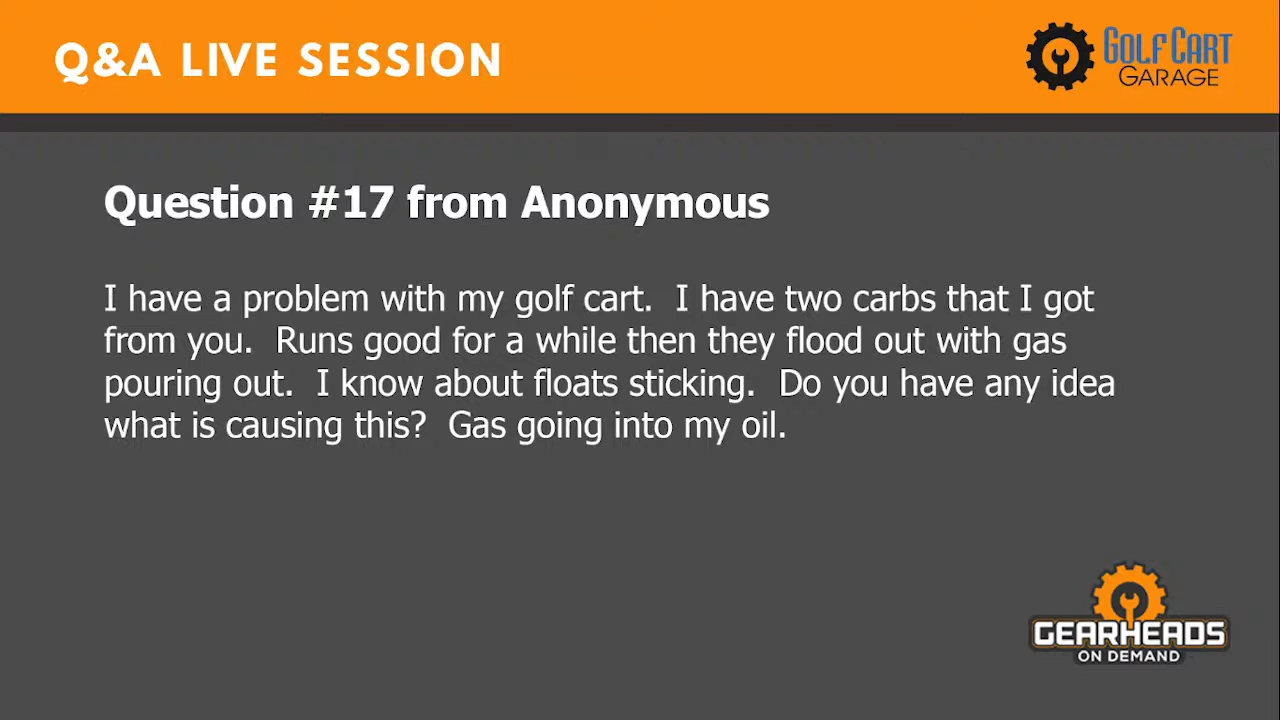 Q&A LIVE SESSION
GOLF CART
GARAGE
Question #17 from Anonymous
I have a problem with my golf cart.  I have two carbs that I got
from you.  Runs good for a while then they flood out with gas
pouring out.  I know about floats sticking.  Do you have any idea
what is causing this?  Gas going into my oil.
GEARHEADS
ON DEMAND